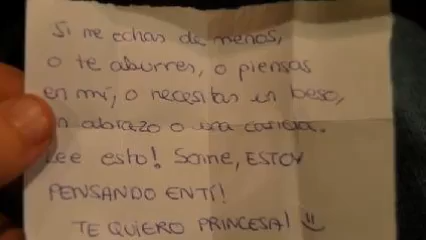 Si me echas de menos,
o te aburres, o piensas
en mí, o necesitas un beso,
un abrazo o una caricia.
Lee esto! Sonríe, ESTOY
PENSANDO EN TÍ!
TE QUIERO PRINCESA! :)